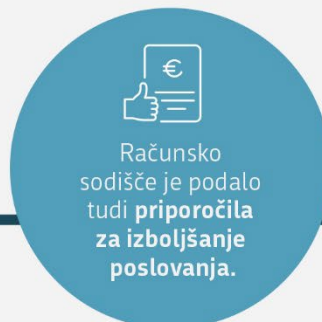 €
Računsko
sodišče je podalo
tudi priporočila
za izboljšanje
poslovanja.